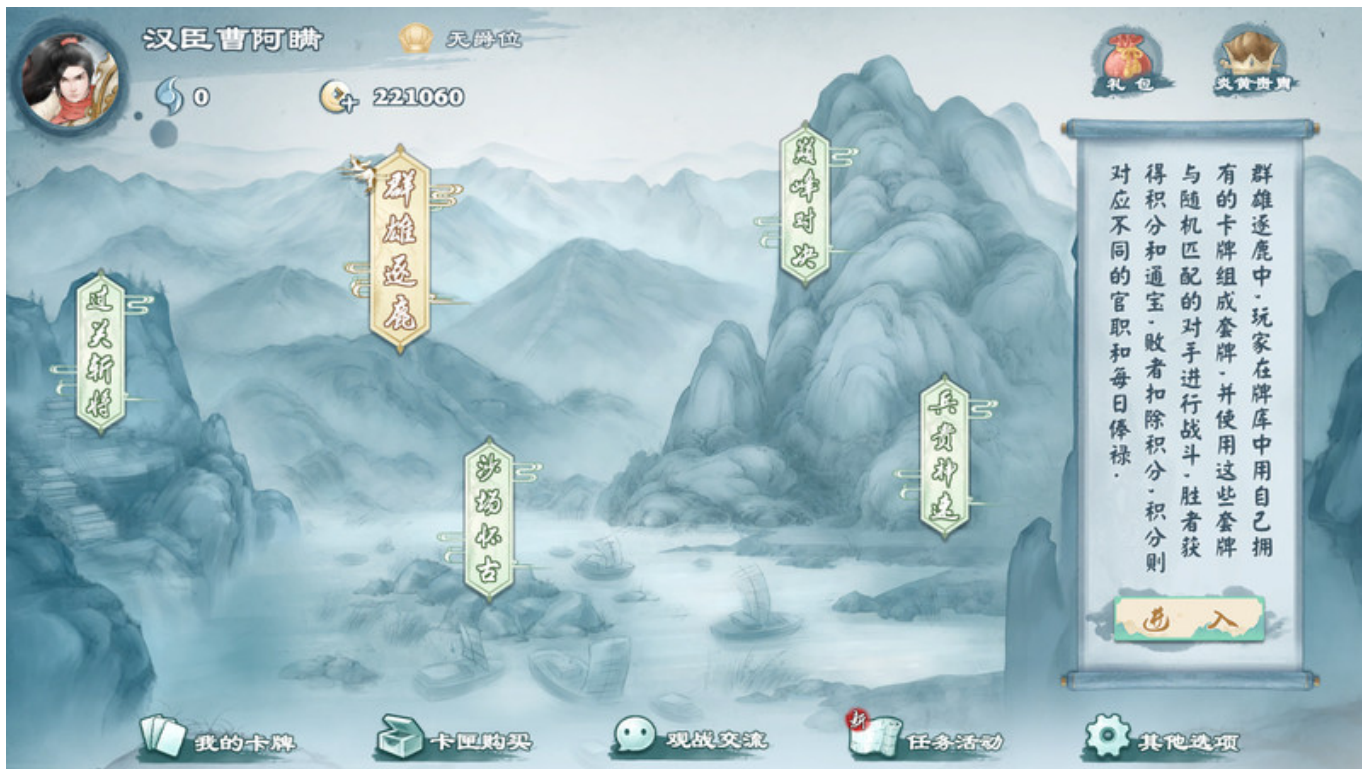 汉臣曹阿瞒
无爵位
0
221060
礼包
炎黄贵胄
群雄逐鹿
巅峰对决
过关斩将
兵贵神速
沙场怀古
群雄逐鹿中·玩家在牌库中用自己拥
有的卡牌组成套牌·并使用这些套牌
与随机匹配的对手进行战斗·胜者获
得积分和通宝·败者扣除积分·积分则
对应不同的官职和每日俸禄·
进入
我的卡牌
卡匣购买
观战交流
新
任务活动
其他选项